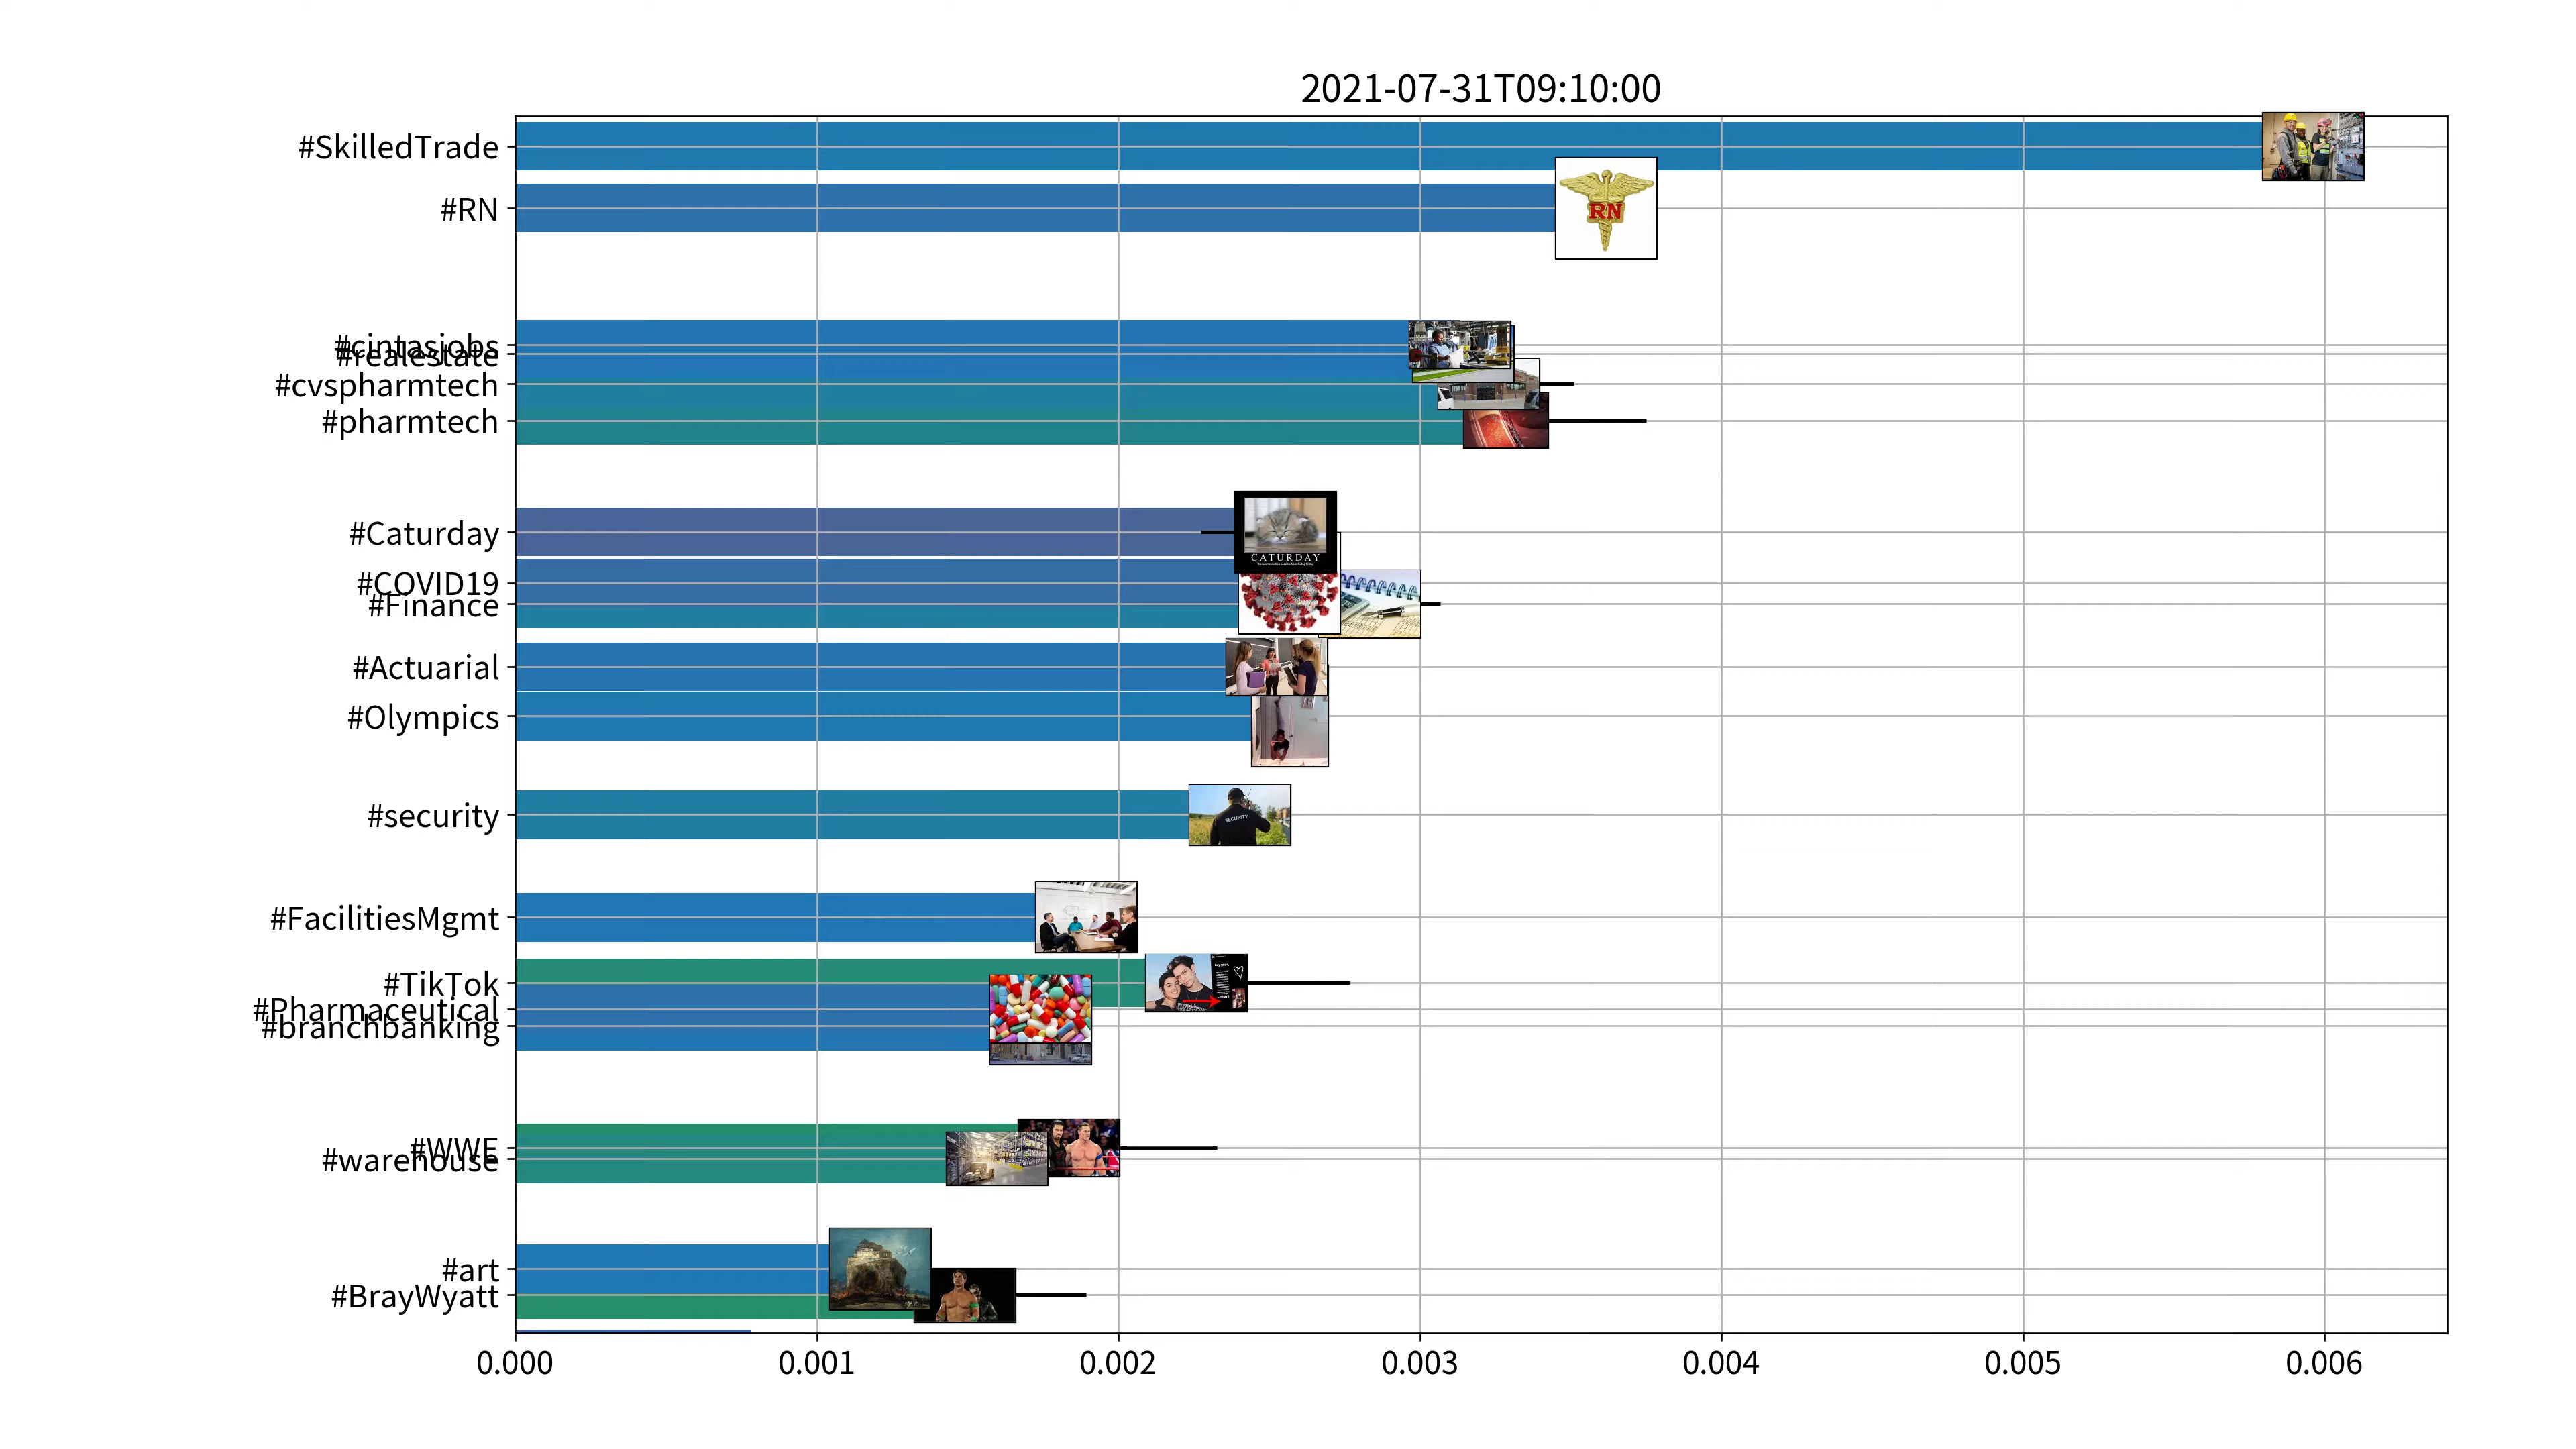 2021-07-31T09:10:00
#SkilledTrade
RN
#RN
#cintasjobs
#realestate
#cvspharmtech
#pharmtech
#Caturday
CATURDAY
#COVID19
#Finance
#Actuarial
#Olympics
#security
SECURITY
#FacilitiesMgmt
#TikTok
#Pharmaceutical
#branchbanking
#WWE
#warehouse
#art
#BrayWyatt
0.000 0.001 0.002 0.003 0.004 0.005 0.006